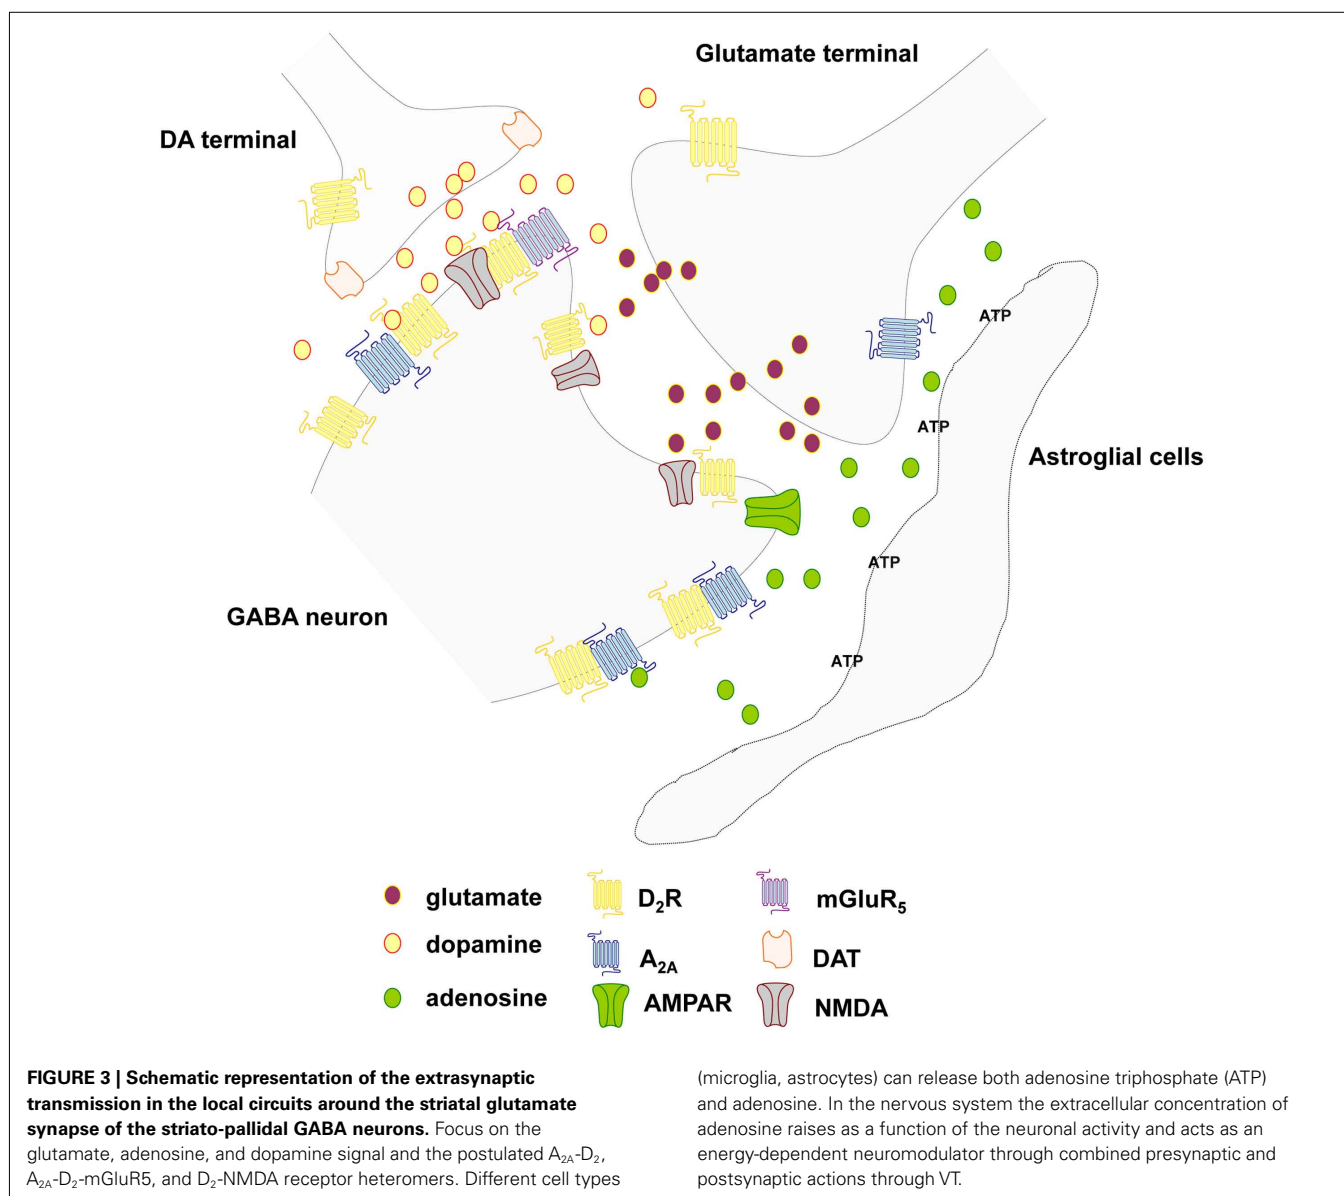 Glutamate terminal
DA terminal
ATP
ATP
Astroglial cells
ATP
GABA neuron
ATP
glutamate
D₂R
mGluR₅
dopamine
A₂A
DAT
adenosine
AMPAR
NMDA
FIGURE 3 | Schematic representation of the extrasynaptic
transmission in the local circuits around the striatal glutamate
synapse of the striato-pallidal GABA neurons. Focus on the
glutamate, adenosine, and dopamine signal and the postulated A₂A-D₂,
A₂A-D₂-mGluR5, and D₂-NMDA receptor heteromers. Different cell types
(microglia, astrocytes) can release both adenosine triphosphate (ATP)
and adenosine. In the nervous system the extracellular concentration of
adenosine raises as a function of the neuronal activity and acts as an
energy-dependent neuromodulator through combined presynaptic and
postsynaptic actions through VT.